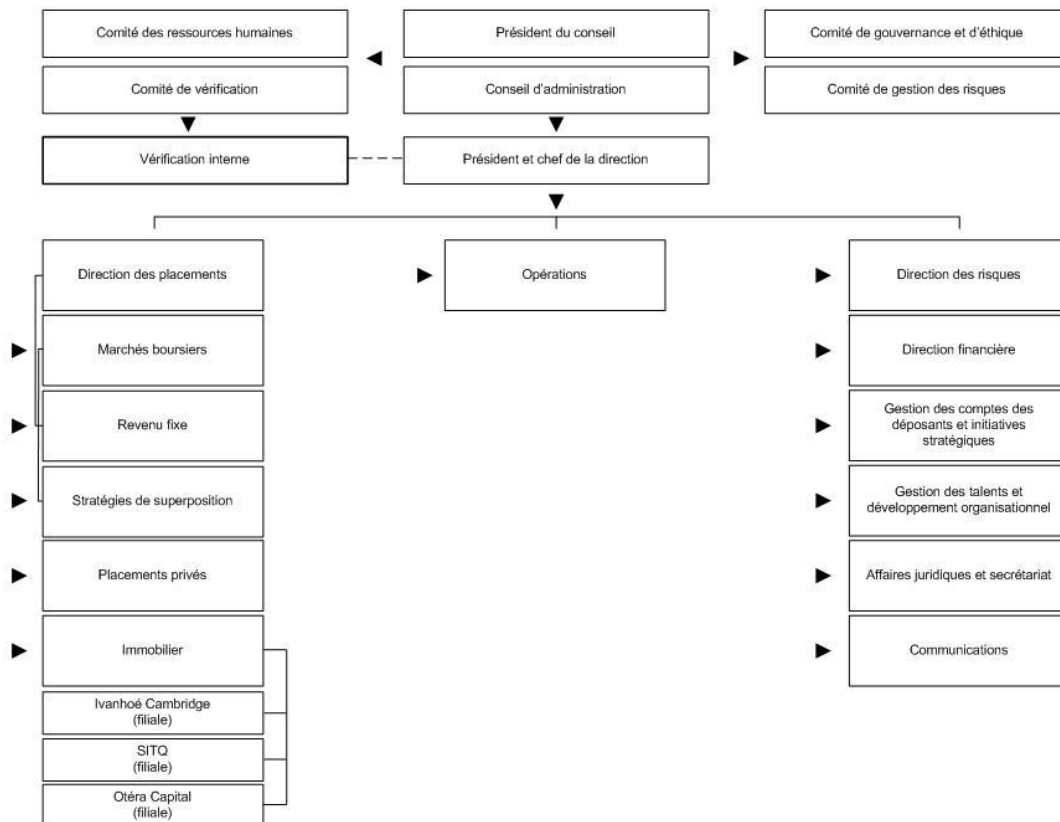 Comité des ressources humaines
Président du conseil
Comité de gouvernance et d'éthique
Comité de vérification
Conseil d'administration
Comité de gestion des risques
Vérification interne
Président et chef de la direction
Direction des placements
Opérations
Direction des risques
Marchés boursiers
Direction financière
Revenu fixe
Gestion des comptes des
déposants et initiatives
stratégiques
Stratégies de superposition
Gestion des talents et
développement organisationnel
Placements privés
Affaires juridiques et secrétariat
Immobilier
Communications
Ivanhoé Cambridge
(filiale)
SITQ
(filiale)
Otéra Capital
(filiale)